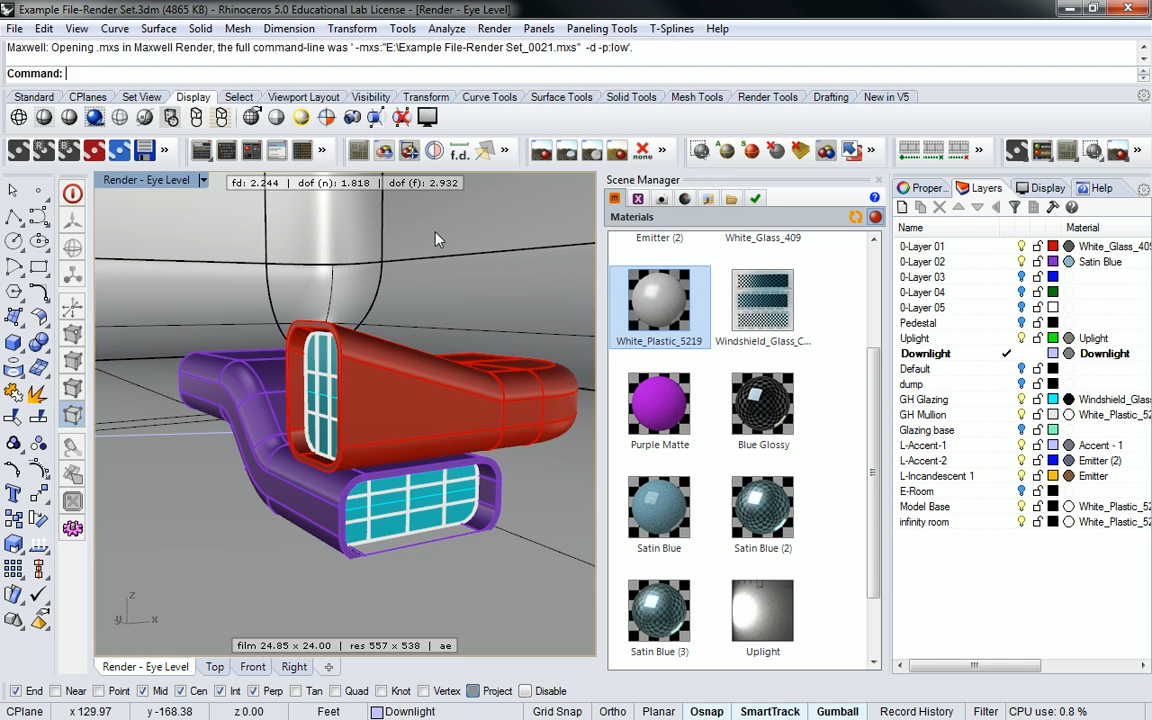 Example File-Render Set.3dm (4865 KB) - Rhinoceros 5.0 Educational Lab License - [Render - Eye Level]
File Edit View Curve Surface Solid Mesh Dimension Transform Tools Analyze Render Panels Paneling Tools T-Splines Help
Maxwell: Opening .mxs in Maxwell Render, the full command-line was ' -mxs:"E:\Example File-Render Set_0021.mxs" -d -p:low'.
Command:
Standard CPlanes Set View Display Select Viewport Layout Visibility Transform Curve Tools Surface Tools Solid Tools Mesh Tools Render Tools Drafting New in V5
f.d. none
Render - Eye Level
fd: 2.244 | dof (n): 1.818 | dof (f): 2.932
film 24.85 x 24.00 | res 557 x 538 | ae
z
y x
Render - Eye Level Top Front Right
Scene Manager
Materials
Emitter (2) White_Glass_409
White_Plastic_5219 Windshield_Glass_C...
Purple Matte Blue Glossy
Satin Blue Satin Blue (2)
Satin Blue (3) Uplight
Proper... Layers Display Help
Name Material
0-Layer 01 White_Glass_409
0-Layer 02 Satin Blue
0-Layer 03
0-Layer 04
0-Layer 05
Pedestal
Uplight Uplight
Downlight Downlight
Default
dump
GH Glazing Windshield_Glass
GH Mullion White_Plastic_52
Glazing base
L-Accent-1 Accent - 1
L-Accent-2 Emitter (2)
L-Incandescent 1 Emitter
E-Room
Model Base White_Plastic_52
infinity room White_Plastic_52
End Near Point Mid Cen Int Perp Tan Quad Knot Vertex Project Disable
CPlane x 129.97 y -168.38 z 0.00 Feet Downlight Grid Snap Ortho Planar Osnap SmartTrack Gumball Record History Filter CPU use: 0.8 %